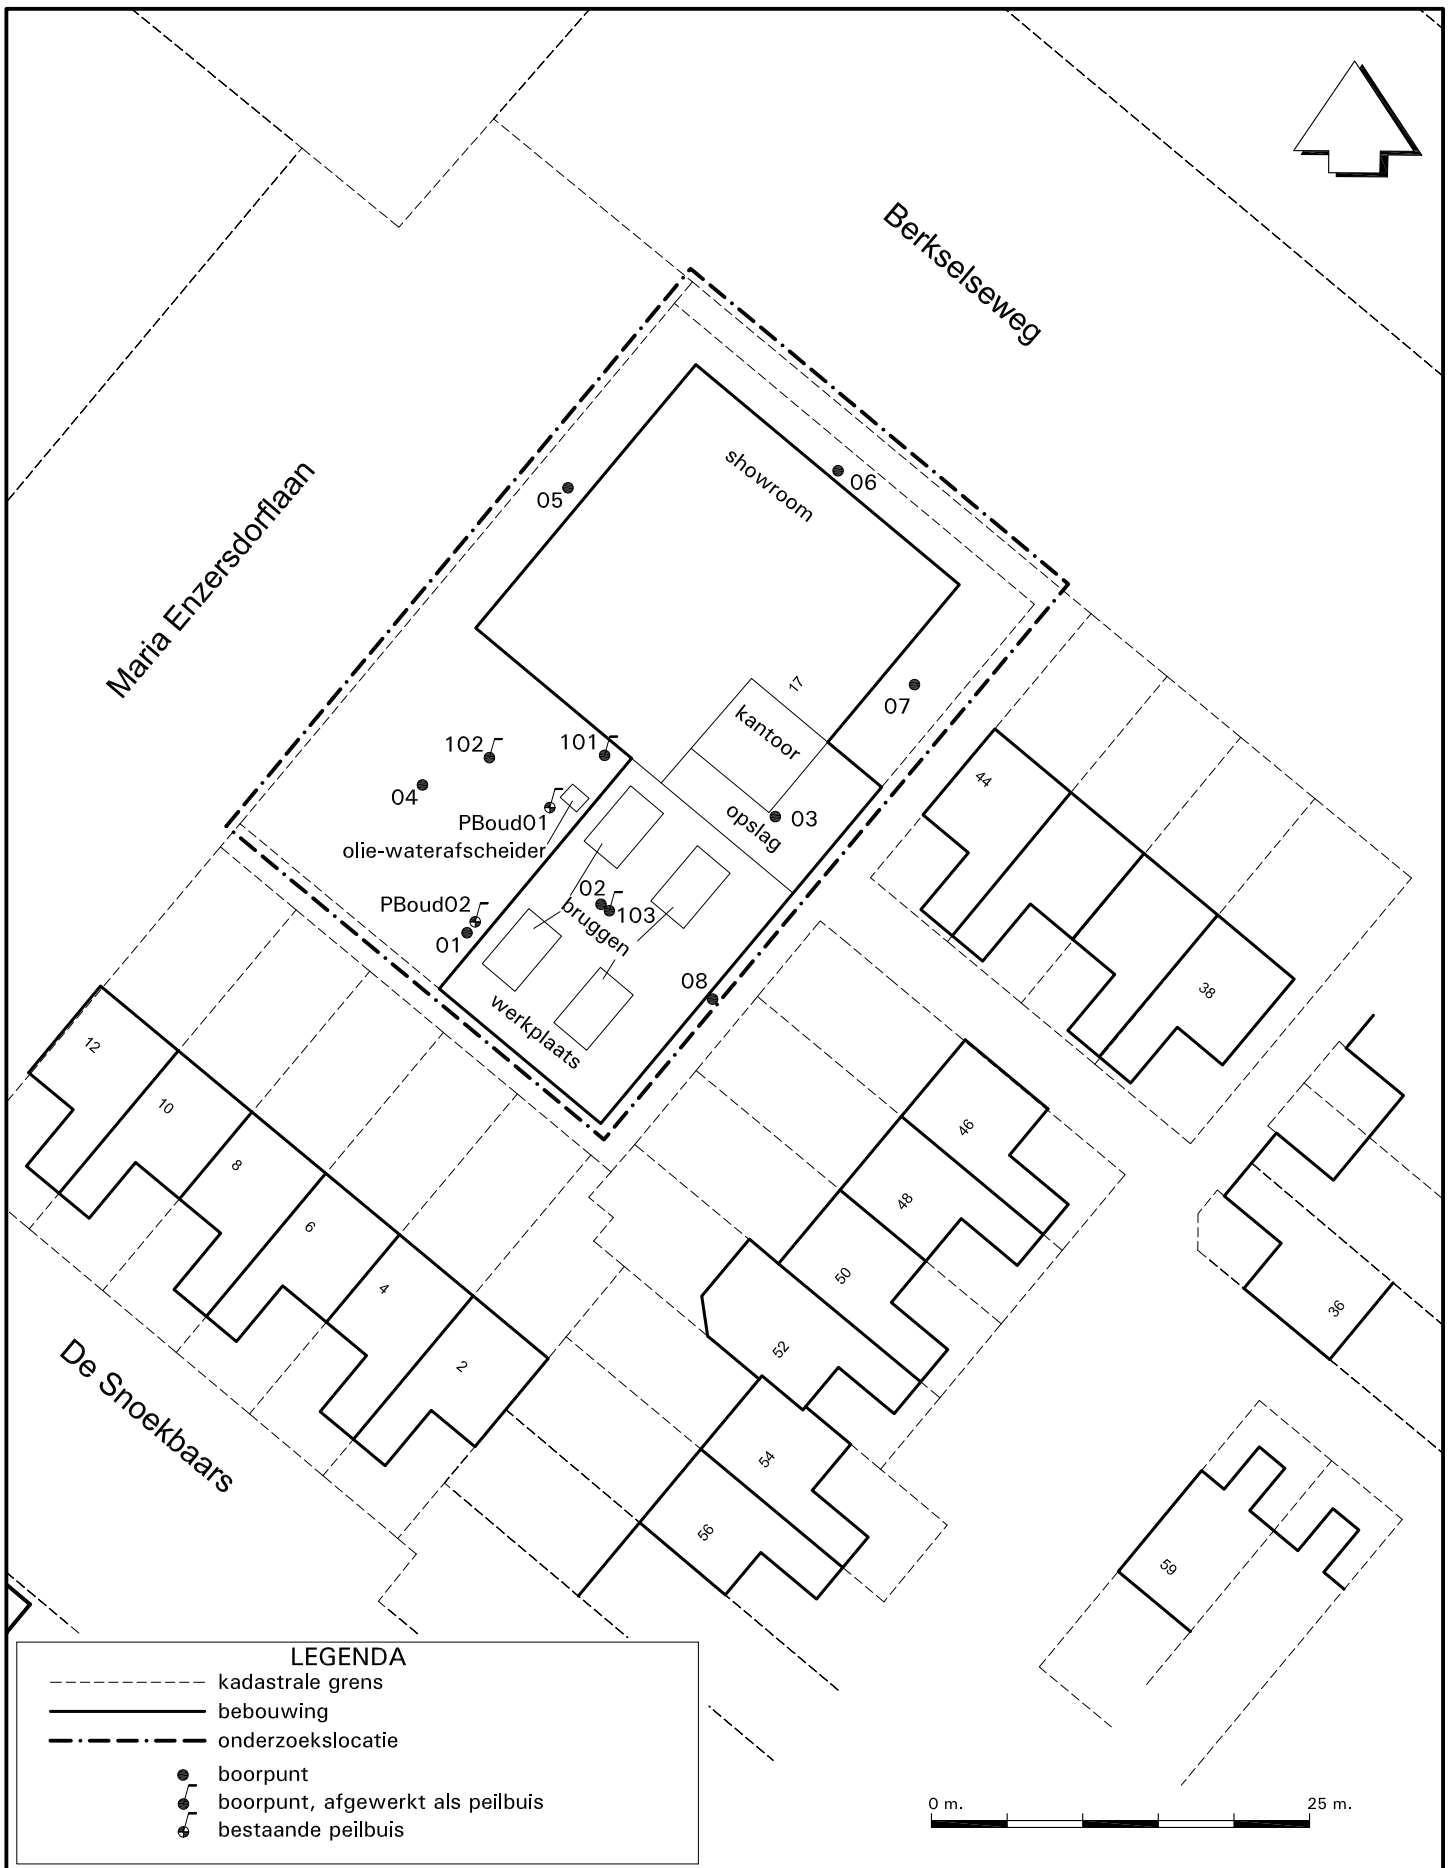 Berkselseweg
Maria Enzersdorflaan
showroom
05
06
07
17
kantoor
102
101
04
03
opslag
PBoud01
olie-waterafscheider
02
103
bruggen
PBoud02
01
08
werkplaats
44
38
12
10
8
6
4
2
46
48
50
52
54
56
36
59
De Snoekbaars
LEGENDA
kadastrale grens
bebouwing
onderzoekslocatie
boorpunt
boorpunt, afgewerkt als peilbuis
bestaande peilbuis
0 m.
25 m.